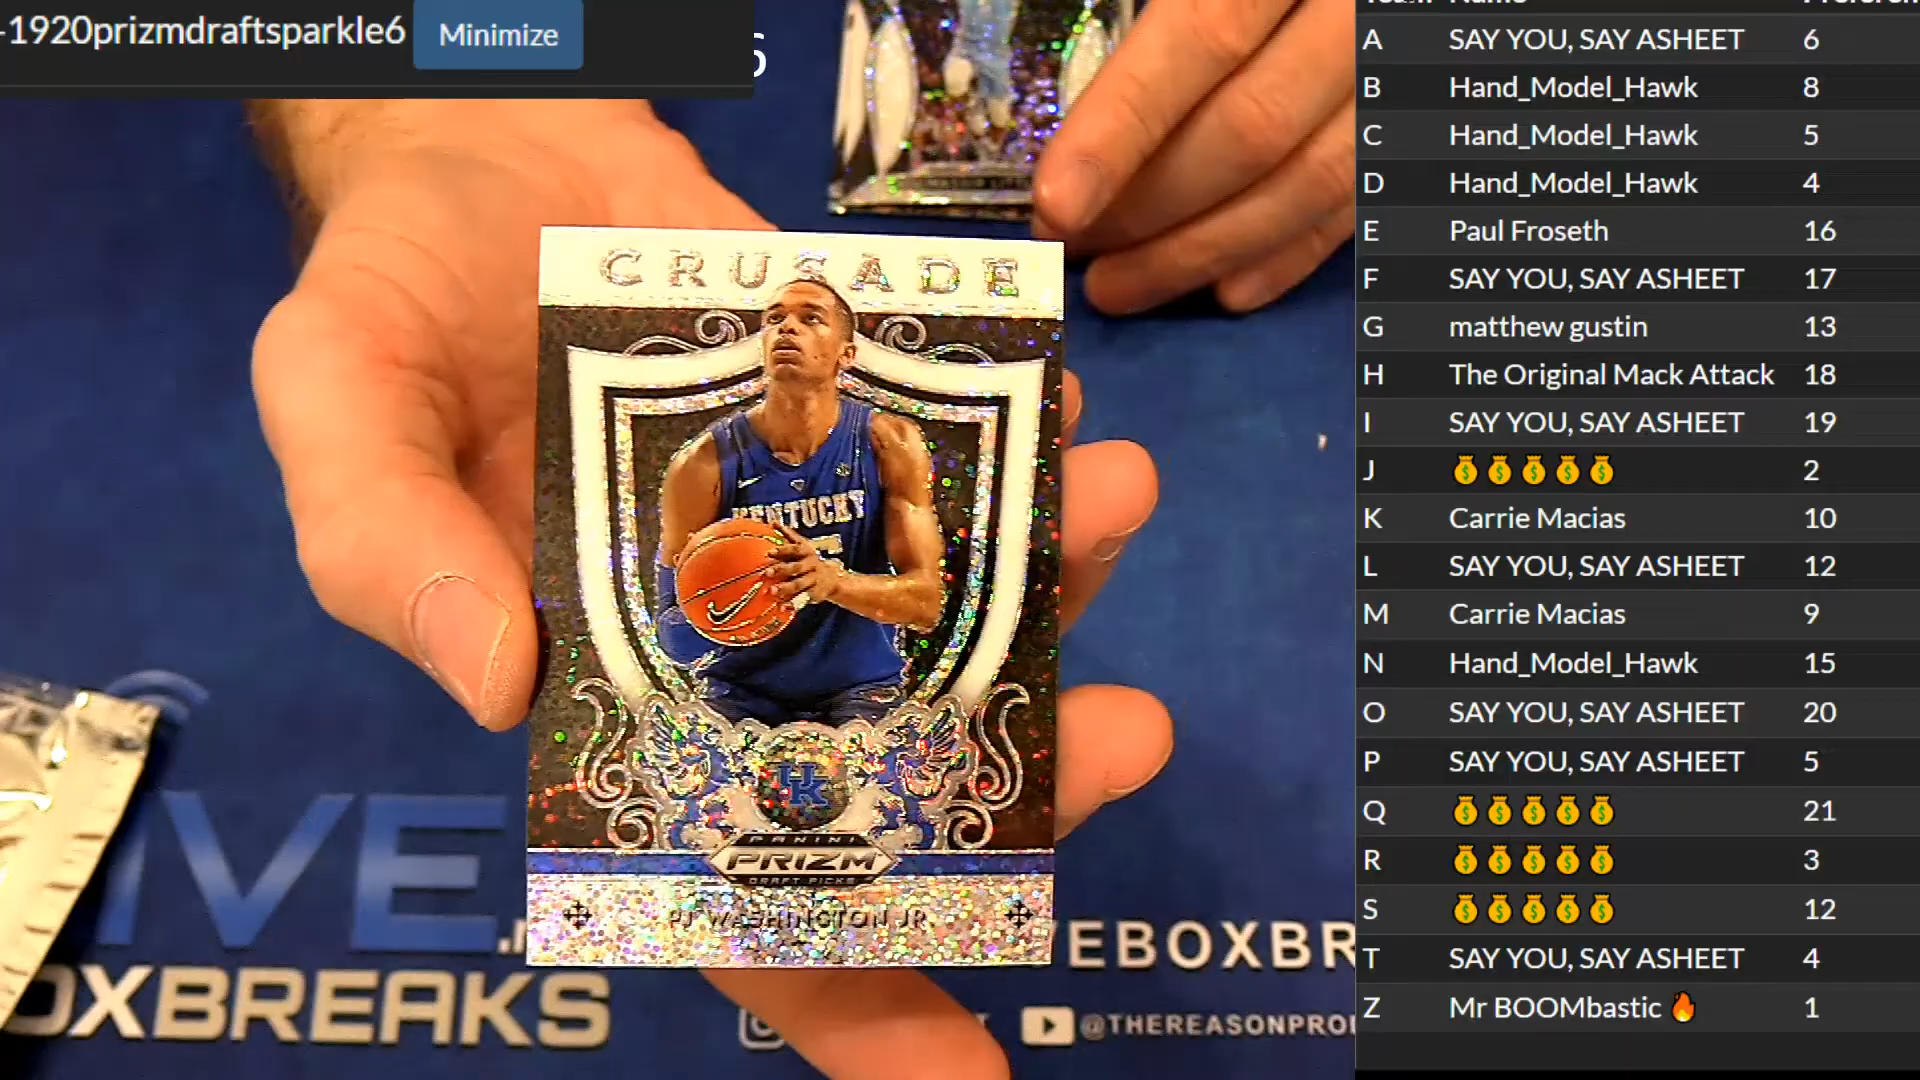 -1920prizmdraftsparkle6
Minimize
6
CRUSADE
KENTUCKY
UK
PANINI
PRIZM
DRAFT PICKS
PJ WASHINGTON JR
IVE
OXBREAKS
EBOXBR
@THEREASONPRO
A SAY YOU, SAY ASHEET 6
B Hand_Model_Hawk 8
C Hand_Model_Hawk 5
D Hand_Model_Hawk 4
E Paul Froseth 16
F SAY YOU, SAY ASHEET 17
G matthew gustin 13
H The Original Mack Attack 18
I SAY YOU, SAY ASHEET 19
J 💰💰💰💰💰 2
K Carrie Macias 10
L SAY YOU, SAY ASHEET 12
M Carrie Macias 9
N Hand_Model_Hawk 15
O SAY YOU, SAY ASHEET 20
P SAY YOU, SAY ASHEET 5
Q 💰💰💰💰💰 21
R 💰💰💰💰💰 3
S 💰💰💰💰💰 12
T SAY YOU, SAY ASHEET 4
Z Mr BOOMbastic 🔥 1